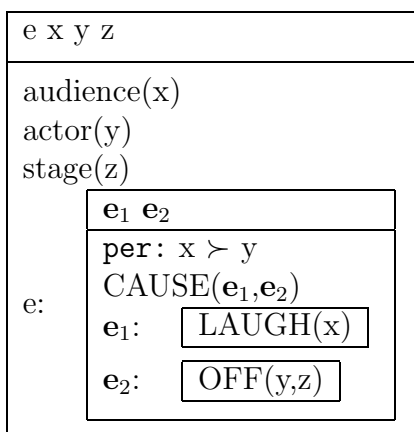 e x y z
audience(x)
actor(y)
stage(z)
e₁ e₂
per: x ≻ y
CAUSE(e₁,e₂)
e:
e₁: LAUGH(x)
e₂: OFF(y,z)